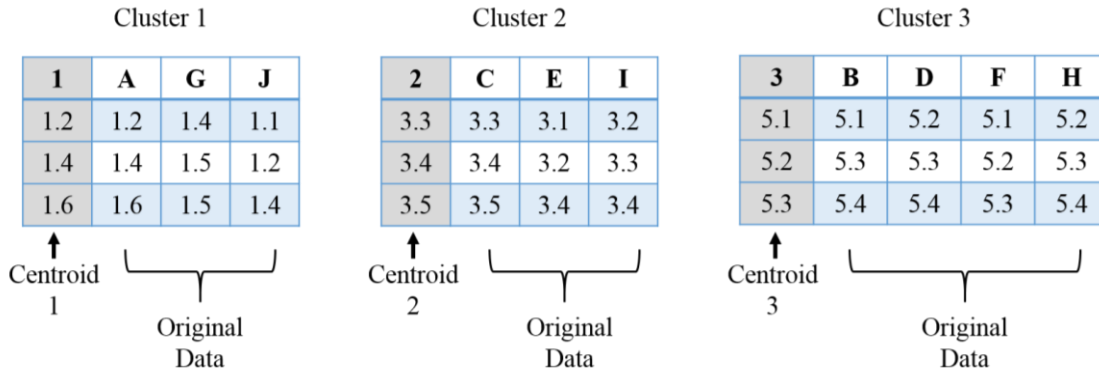 Cluster 1
Cluster 2
Cluster 3
1 A G J
1.2 1.2 1.4 1.1
1.4 1.4 1.5 1.2
1.6 1.6 1.5 1.4
Centroid
1
Original
Data
2 C E I
3.3 3.3 3.1 3.2
3.4 3.4 3.2 3.3
3.5 3.5 3.4 3.4
Centroid
2
Original
Data
3 B D F H
5.1 5.1 5.2 5.1 5.2
5.2 5.3 5.3 5.2 5.3
5.3 5.4 5.4 5.3 5.4
Centroid
3
Original
Data